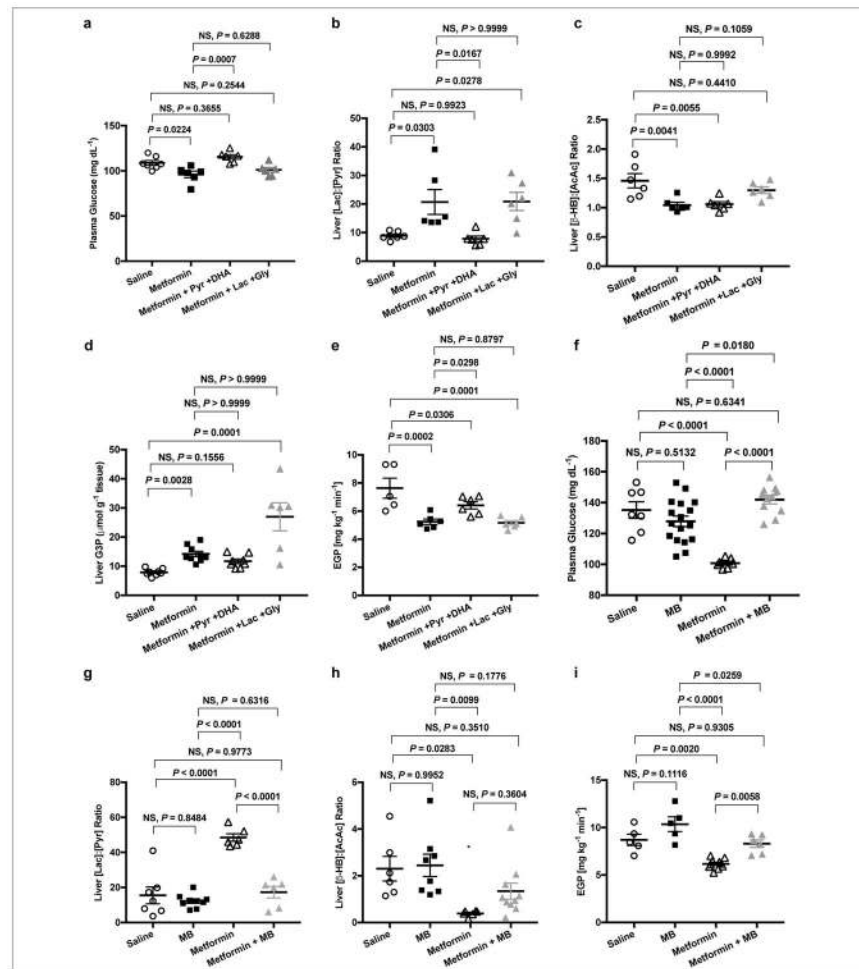 a
NS, P = 0.6288
P = 0.0007
NS, P = 0.2544
NS, P = 0.3655
P = 0.0224
Plasma Glucose (mg dL⁻¹)
150
100
50
0
Saline
Metformin
Metformin + Pyr +DHA
Metformin + Lac +Gly
b
NS, P > 0.9999
P = 0.0167
P = 0.0278
NS, P = 0.9923
P = 0.0303
Liver [Lac]:[Pyr] Ratio
50
40
30
20
10
0
Saline
Metformin
Metformin +Pyr +DHA
Metformin +Lac +Gly
c
NS, P = 0.1059
NS, P = 0.9992
NS, P = 0.4410
P = 0.0055
P = 0.0041
Liver [β-HB]:[AcAc] Ratio
2.5
2.0
1.5
1.0
0.5
0.0
Saline
Metformin
Metformin +Pyr +DHA
Metformin +Lac +Gly
d
NS, P > 0.9999
NS, P > 0.9999
P = 0.0001
NS, P = 0.1556
P = 0.0028
Liver G3P (μmol g⁻¹ tissue)
50
40
30
20
10
0
Saline
Metformin
Metformin +Pyr +DHA
Metformin +Lac +Gly
e
NS, P = 0.8797
P = 0.0298
P = 0.0001
P = 0.0306
P = 0.0002
EGP [mg kg⁻¹ min⁻¹]
10
8
6
4
2
0
Saline
Metformin
Metformin +Pyr +DHA
Metformin +Lac +Gly
f
P = 0.0180
P < 0.0001
NS, P = 0.6341
P < 0.0001
NS, P = 0.5132
P < 0.0001
Plasma Glucose (mg dL⁻¹)
180
160
140
120
100
80
Saline
MB
Metformin
Metformin + MB
g
NS, P = 0.6316
P < 0.0001
NS, P = 0.9773
P < 0.0001
NS, P = 0.8484
P < 0.0001
Liver [Lac]:[Pyr] Ratio
80
60
40
20
0
Saline
MB
Metformin
Metformin + MB
h
NS, P = 0.1776
P = 0.0099
NS, P = 0.3510
P = 0.0283
NS, P = 0.9952
NS, P = 0.3604
Liver [β-HB]:[AcAc] Ratio
6
4
2
0
Saline
MB
Metformin
Metformin + MB
i
P = 0.0259
P < 0.0001
NS, P = 0.9305
P = 0.0020
NS, P = 0.1116
P = 0.0058
EGP [mg kg⁻¹ min⁻¹]
15
10
5
0
Saline
MB
Metformin
Metformin + MB